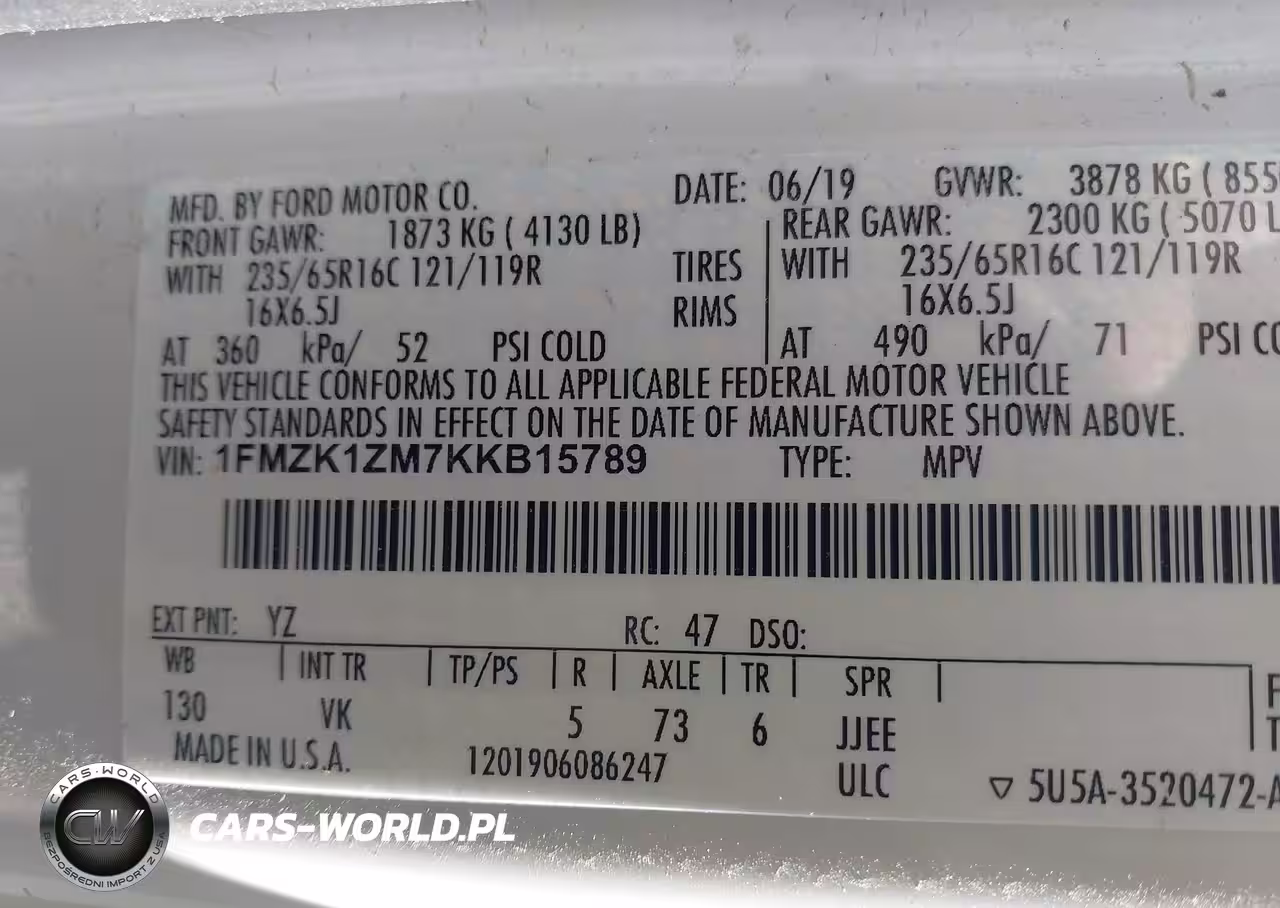 MFD. BY FORD MOTOR CO. DATE: 06/19 GVWR: 3878 KG ( 855
FRONT GAWR: 1873 KG ( 4130 LB) REAR GAWR: 2300 KG ( 5070 L
WITH 235/65R16C 121/119R TIRES WITH 235/65R16C 121/119R
16X6.5J RIMS 16X6.5J
AT 360 kPa/ 52 PSI COLD AT 490 kPa/ 71 PSI CO
THIS VEHICLE CONFORMS TO ALL APPLICABLE FEDERAL MOTOR VEHICLE
SAFETY STANDARDS IN EFFECT ON THE DATE OF MANUFACTURE SHOWN ABOVE.
VIN: 1FMZK1ZM7KKB15789 TYPE: MPV
EXT PNT: YZ RC: 47 DSO:
WB INT TR TP/PS R AXLE TR SPR
130 VK 5 73 6 JJEE
MADE IN U.S.A. 1201906086247 ULC ▽ 5U5A-3520472-A
CARS-WORLD
CW
BEZPOŚREDNI IMPORT Z USA
CARS-WORLD.PL